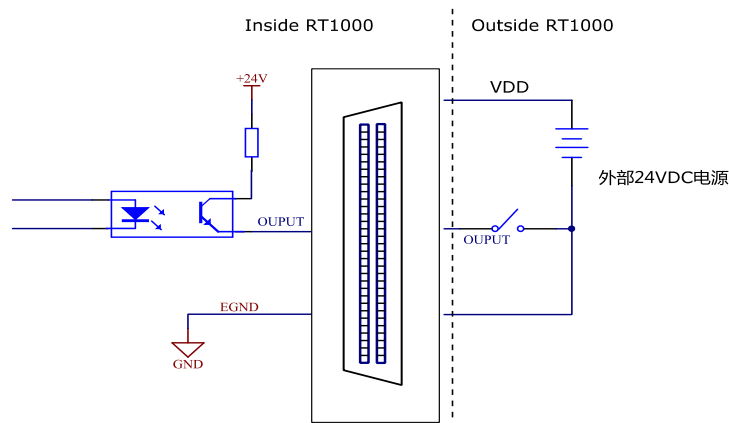 Inside RT1000
Outside RT1000
+24V
VDD
外部24VDC电源
OUPUT
OUPUT
EGND
GND